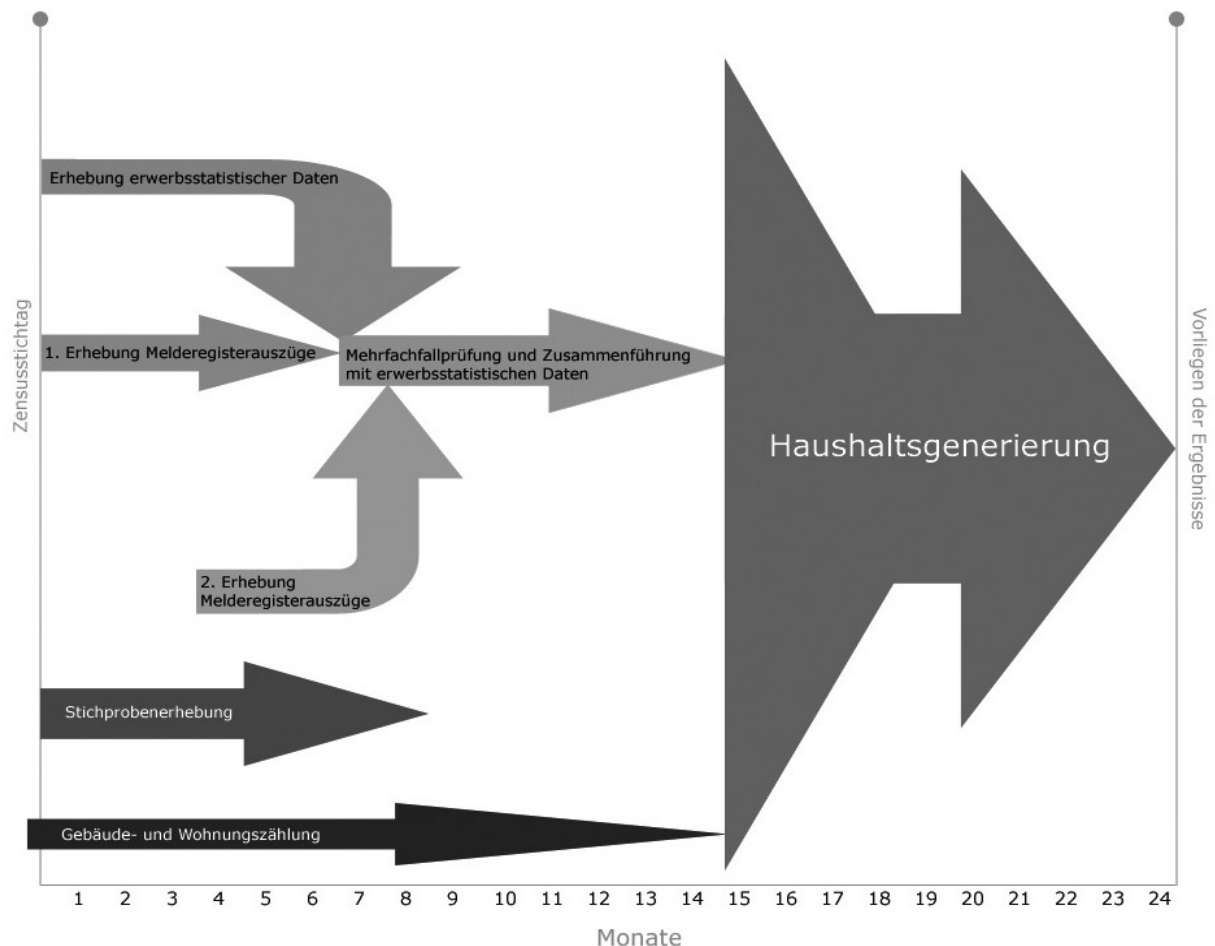 Erhebung erwerbsstatistischer Daten
Zensusstichtag
1. Erhebung Melderegisterauszüge
Mehrfachfallprüfung und Zusammenführung
mit erwerbsstatistischen Daten
Haushaltsgenerierung
Vorliegen der Ergebnisse
2. Erhebung
Melderegisterauszüge
Stichprobenerhebung
Gebäude- und Wohnungszählung
1 2 3 4 5 6 7 8 9 10 11 12 13 14 15 16 17 18 19 20 21 22 23 24
Monate